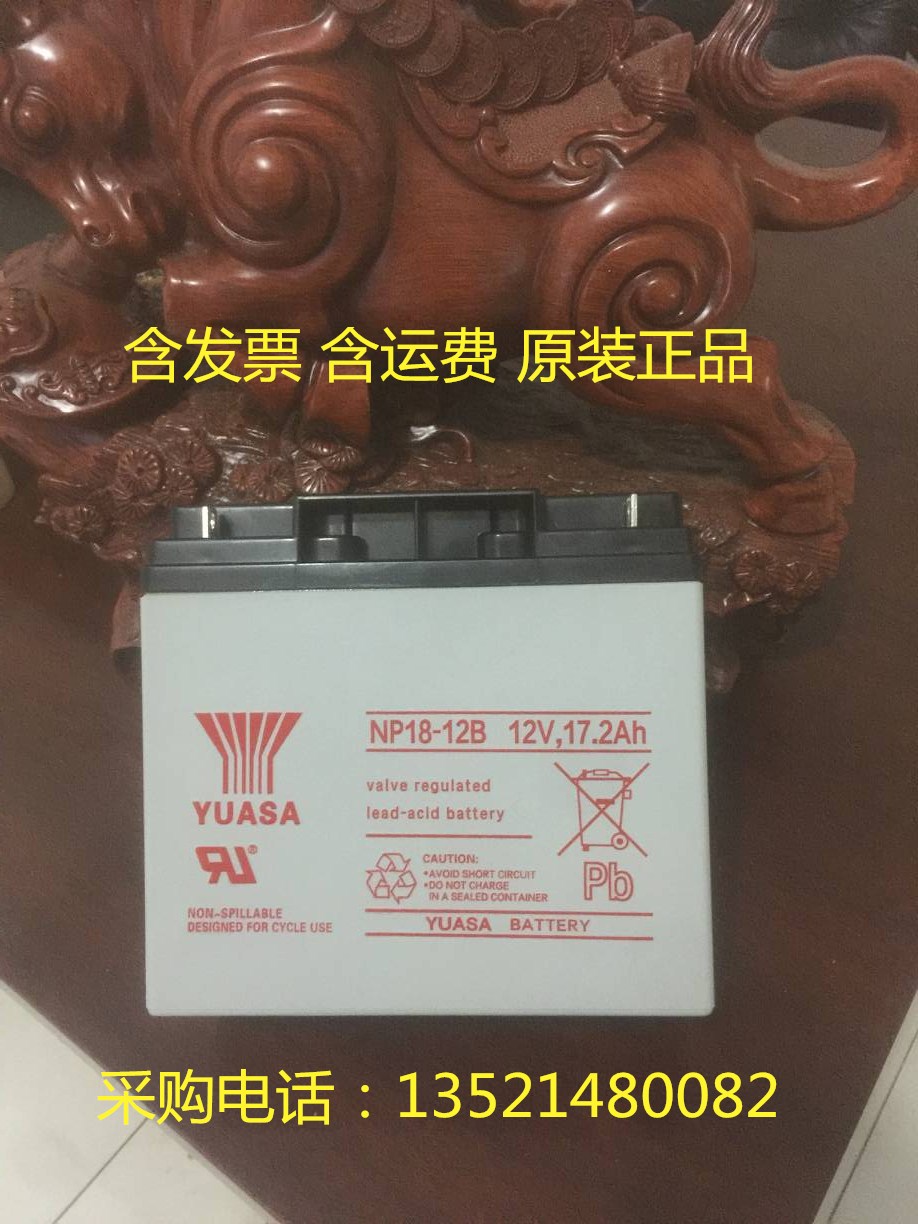 含发票 含运费 原装正品
YUASA
NP18-12B 12V,17.2Ah
valve regulated
lead-acid battery
CAUTION:
•AVOID SHORT CIRCUIT
•DO NOT CHARGE
IN A SEALED CONTAINER
Pb
NON-SPILLABLE
DESIGNED FOR CYCLE USE
YUASA BATTERY
采购电话：13521480082